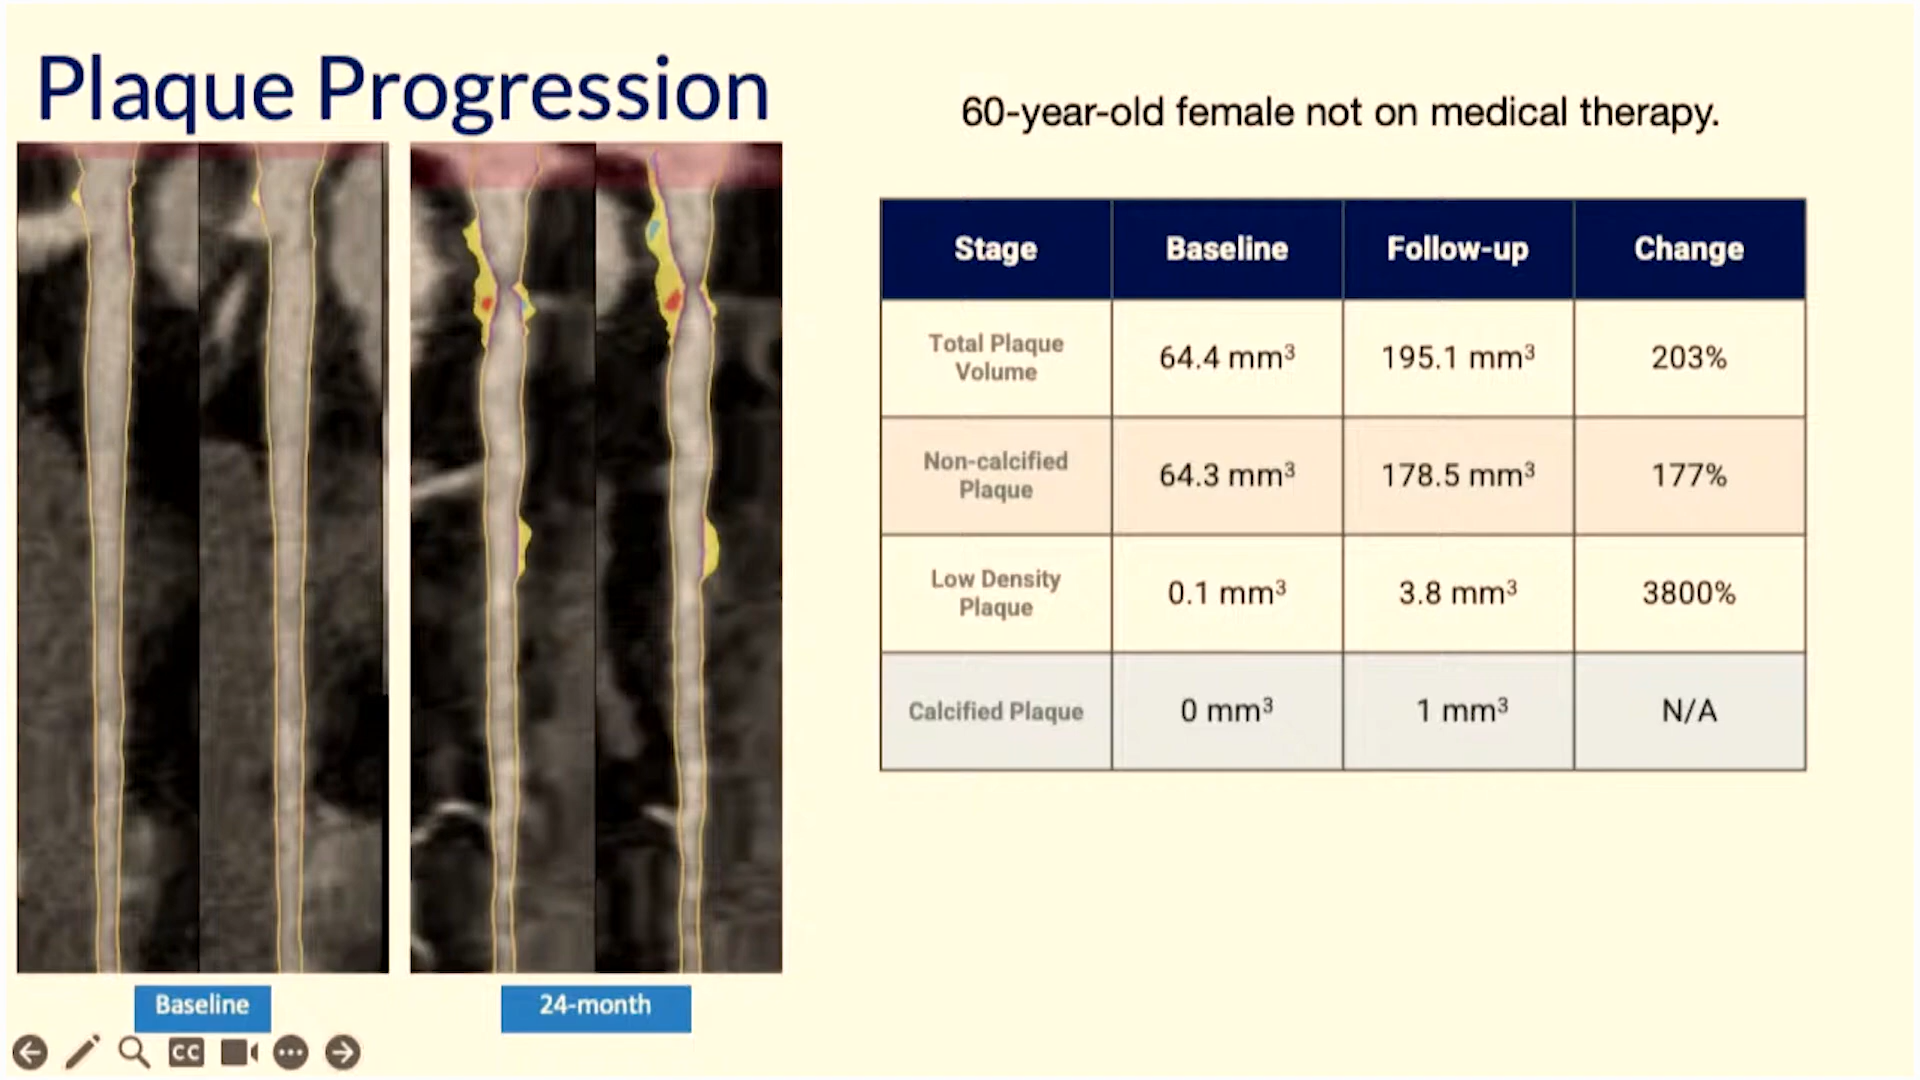 Plaque Progression
60-year-old female not on medical therapy.
Stage Baseline Follow-up Change
Total Plaque
Volume
64.4 mm³ 195.1 mm³ 203%
Non-calcified
Plaque
64.3 mm³ 178.5 mm³ 177%
Low Density
Plaque
0.1 mm³ 3.8 mm³ 3800%
Calcified Plaque 0 mm³ 1 mm³ N/A
Baseline
24-month
CC